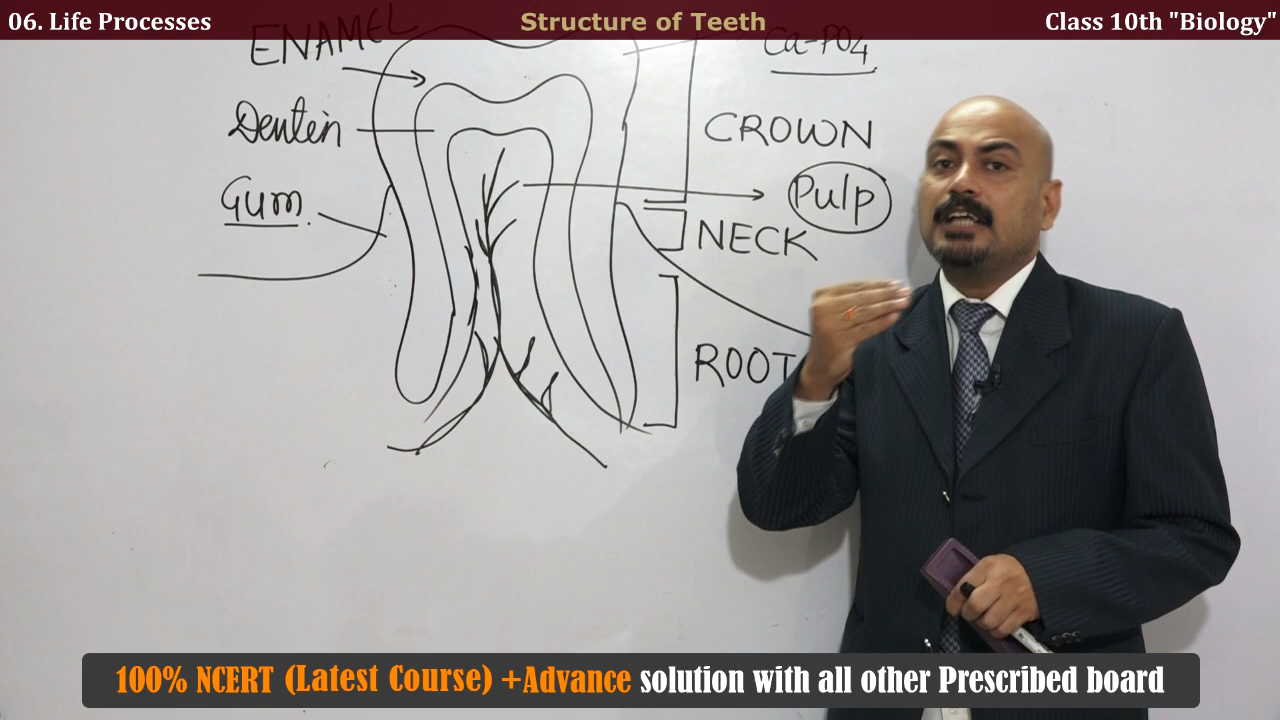 06. Life Processes
Structure of Teeth
Class 10th "Biology"
ENAMEL
Ca-PO4
Dentin
CROWN
Gum
Pulp
NECK
ROOT
100% NCERT (Latest Course) +Advance solution with all other Prescribed board